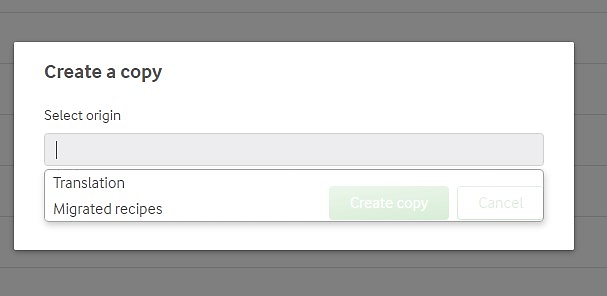 Create a copy
Select origin
Translation
Migrated recipes
Create copy
Cancel